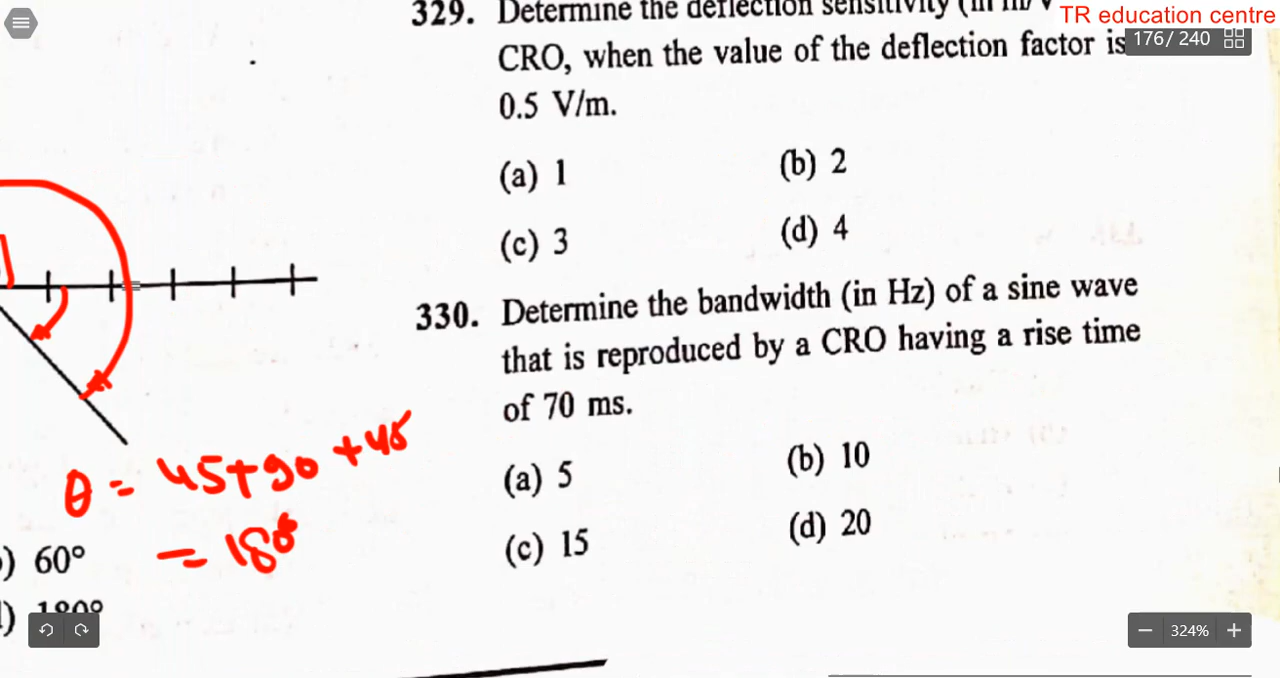 TR education centre
176/ 240
329. Determine the deflection sensitivity (in m/V
CRO, when the value of the deflection factor is
0.5 V/m.
(a) 1 (b) 2
(c) 3 (d) 4
330. Determine the bandwidth (in Hz) of a sine wave
that is reproduced by a CRO having a rise time
of 70 ms.
(a) 5 (b) 10
(c) 15 (d) 20
θ = 45+90 +45
= 180
) 60°
) 180°
324%